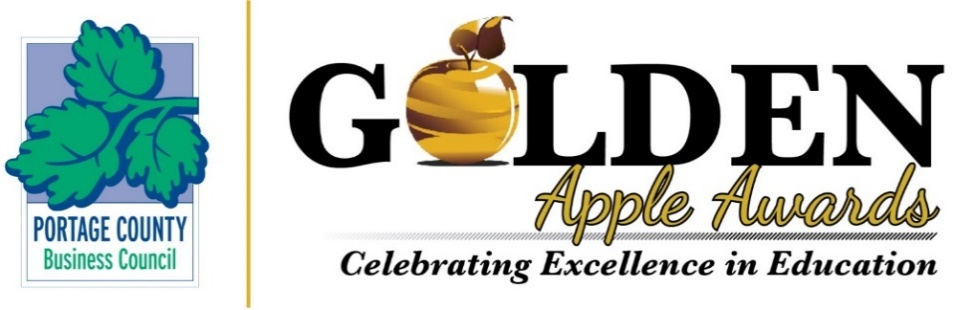 PORTAGE COUNTY
Business Council
GOLDEN
Apple Awards
Celebrating Excellence in Education